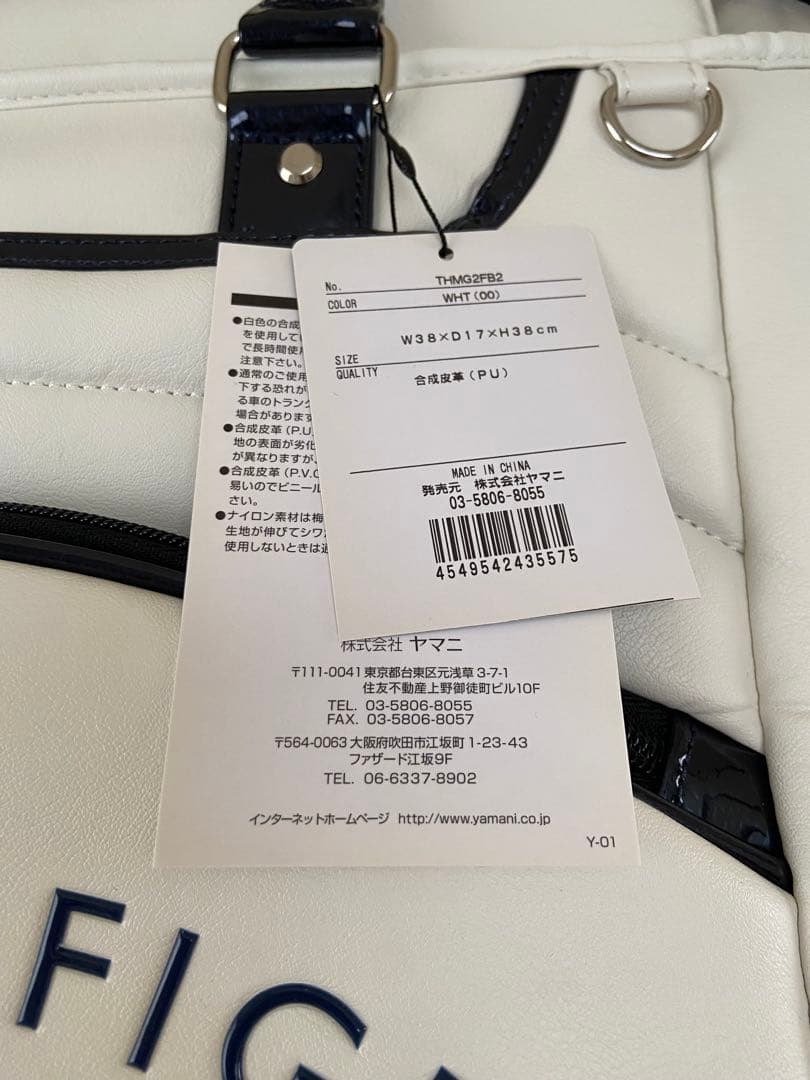 No. THMG2FB2
COLOR WHT(00)
W38×D17×H38cm
SIZE
QUALITY 合成皮革(PU)
MADE IN CHINA
発売元 株式会社ヤマニ
03-5806-8055
4549542435575
●白色の合成
を使用してい
で長時間使用
注意下さい。
●通常のご使用
下する恐れが
る車のトランク
場合があります
●合成皮革(P.U.
地の表面が劣化
が異なりますが、
●合成皮革(P.V.C
易いのでビニール
さい。
●ナイロン素材は梅
生地が伸びてシワ
使用しないときは
株式会社 ヤマニ
〒111-0041 東京都台東区元浅草 3-7-1
住友不動産上野御徒町ビル10F
TEL. 03-5806-8055
FAX. 03-5806-8057
〒564-0063 大阪府吹田市江坂町 1-23-43
ファザード江坂9F
TEL. 06-6337-8902
インターネットホームページ http://www.yamani.co.jp
Y-01
FIG